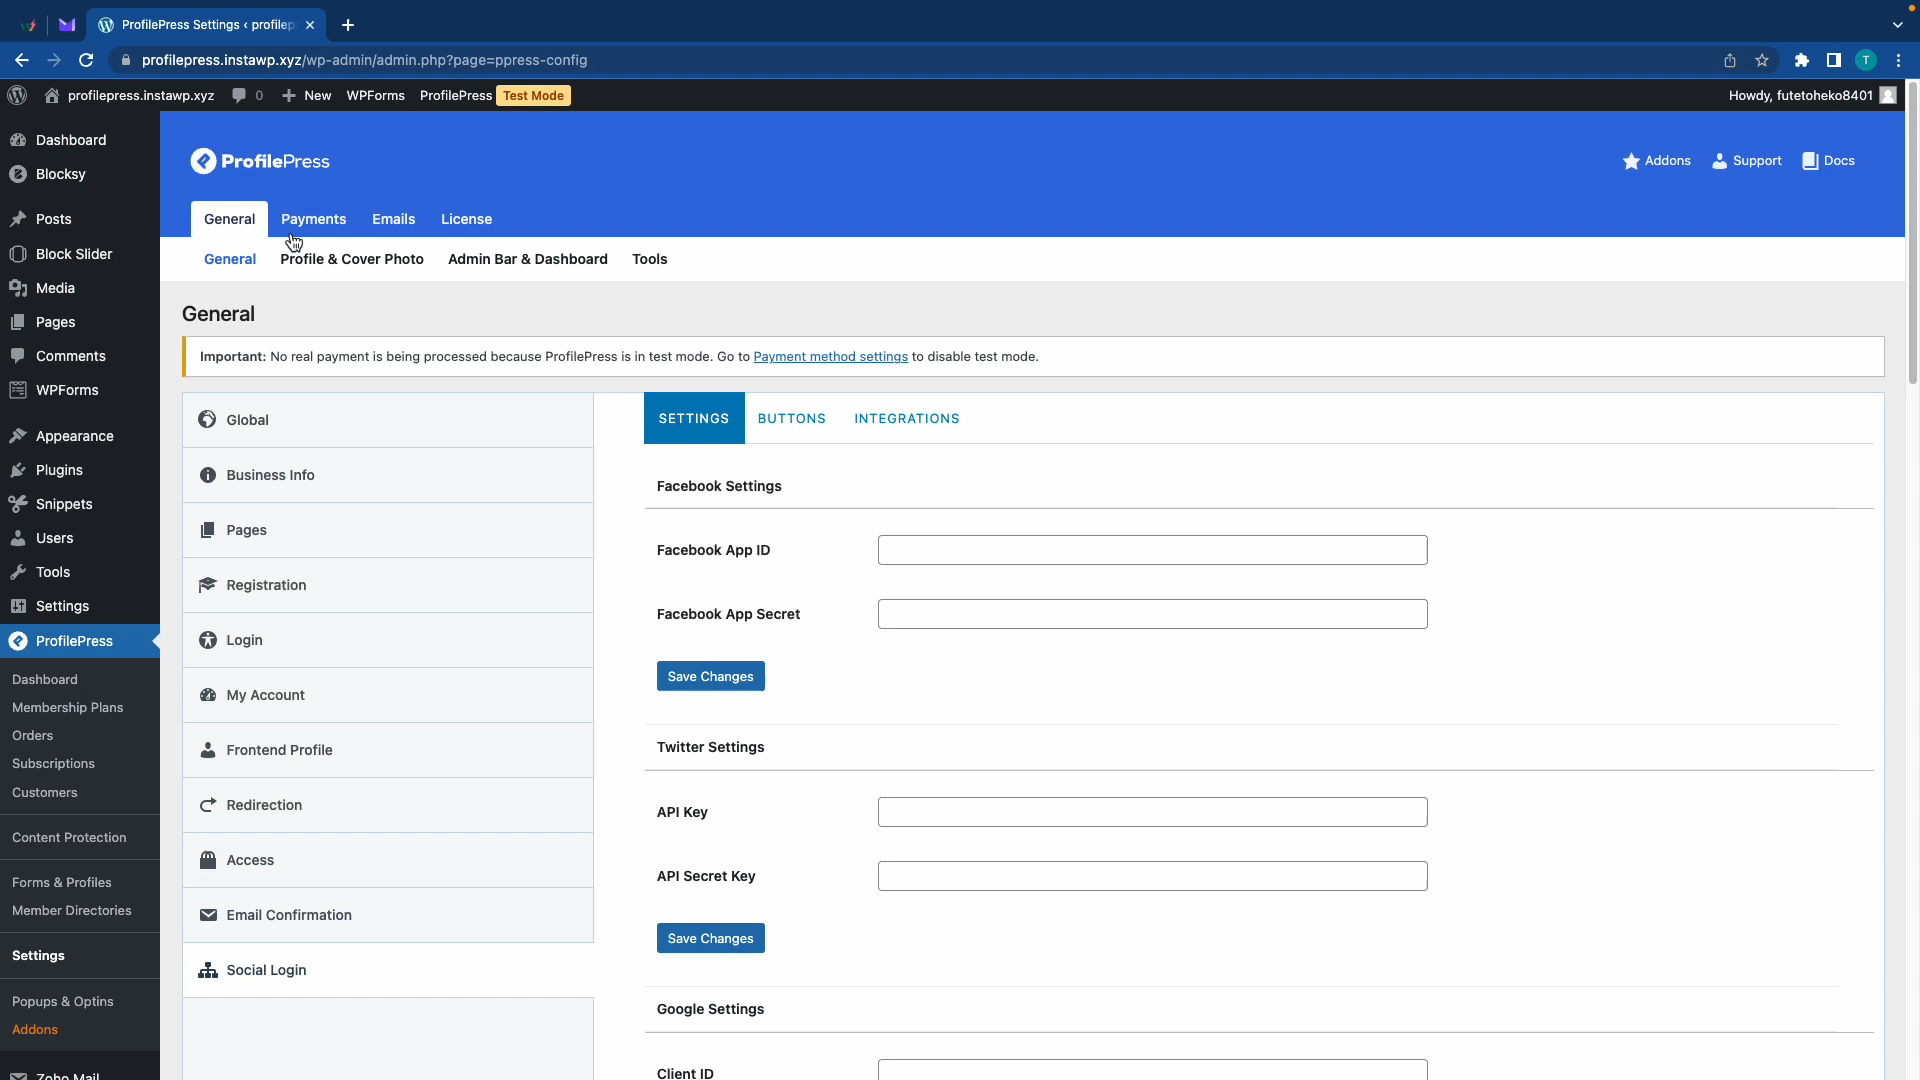 ProfilePress Settings ‹ profilep
profilepress.instawp.xyz/wp-admin/admin.php?page=ppress-config
T
profilepress.instawp.xyz 0 New WPForms ProfilePress Test Mode
Howdy, futetoheko8401
Dashboard
Blocksy
Posts
Block Slider
Media
Pages
Comments
WPForms
Appearance
Plugins
Snippets
Users
Tools
Settings
ProfilePress
Dashboard
Membership Plans
Orders
Subscriptions
Customers
Content Protection
Forms & Profiles
Member Directories
Settings
Popups & Optins
Addons
Zoho Mail
ProfilePress
Addons Support Docs
General Payments Emails License
General Profile & Cover Photo Admin Bar & Dashboard Tools
General
Important: No real payment is being processed because ProfilePress is in test mode. Go to Payment method settings to disable test mode.
Global
Business Info
Pages
Registration
Login
My Account
Frontend Profile
Redirection
Access
Email Confirmation
Social Login
SETTINGS BUTTONS INTEGRATIONS
Facebook Settings
Facebook App ID
Facebook App Secret
Save Changes
Twitter Settings
API Key
API Secret Key
Save Changes
Google Settings
Client ID